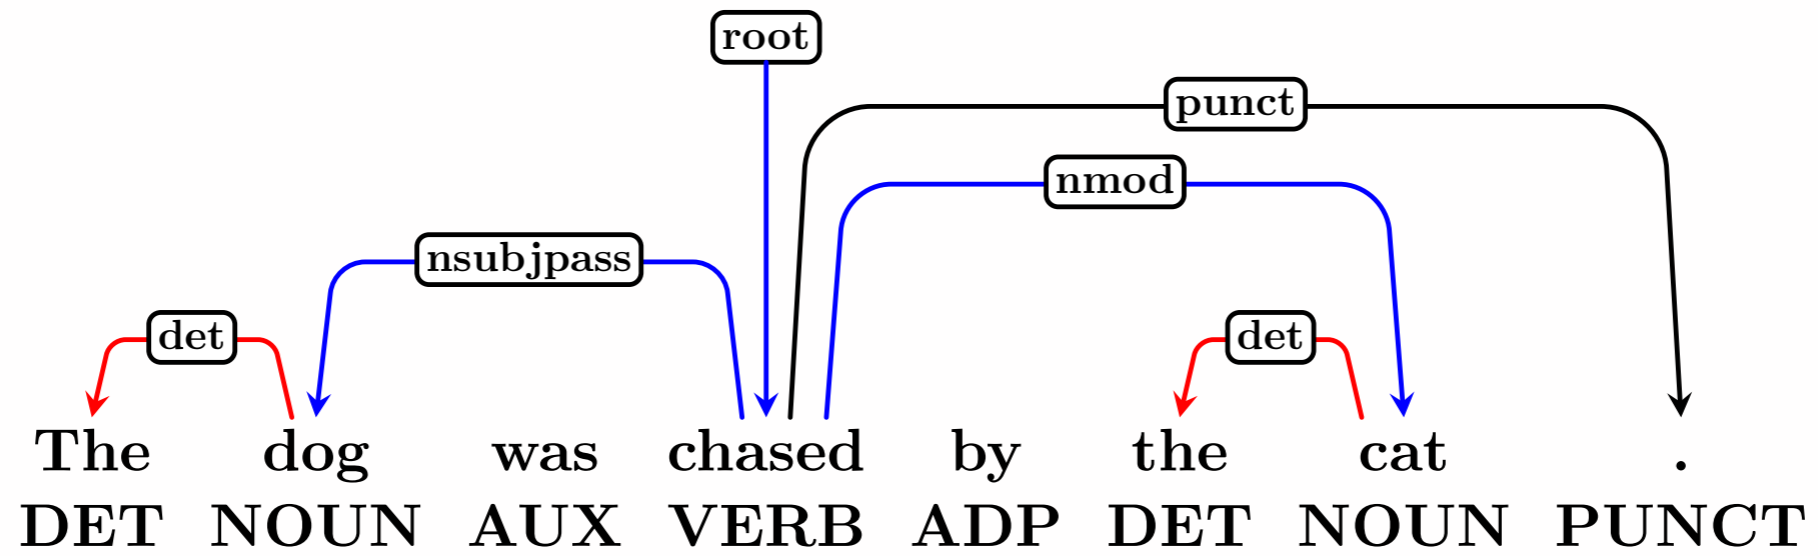 root
punct
nmod
nsubjpass
det det
The dog was chased by the cat .
DET NOUN AUX VERB ADP DET NOUN PUNCT